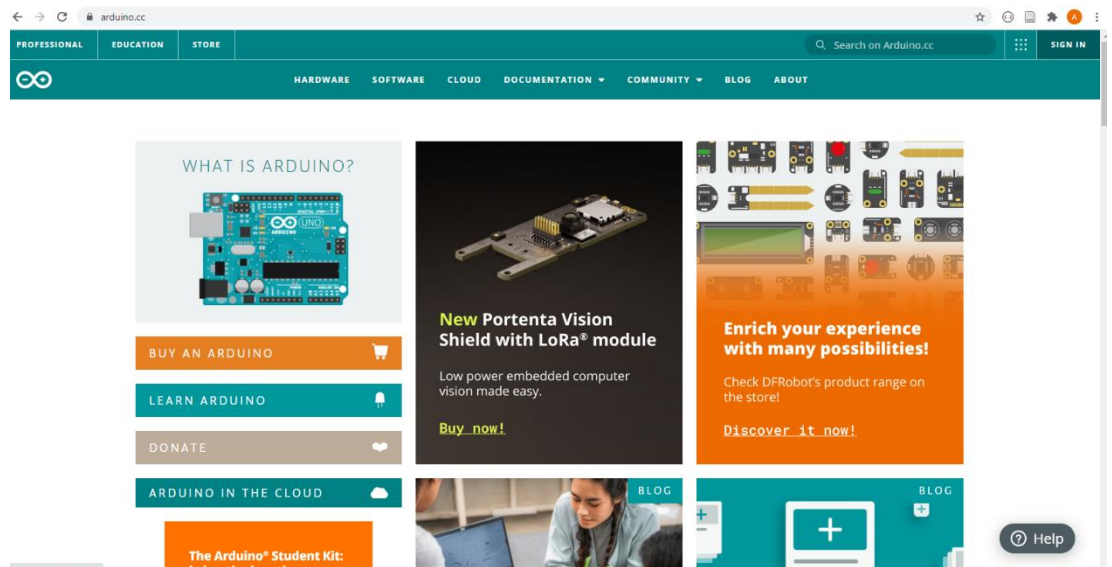 arduino.cc
A
PROFESSIONAL
EDUCATION
STORE
Search on Arduino.cc
SIGN IN
HARDWARE
SOFTWARE
CLOUD
DOCUMENTATION
COMMUNITY
BLOG
ABOUT
WHAT IS ARDUINO?
UNO
ARDUINO
BUY AN ARDUINO
LEARN ARDUINO
DONATE
ARDUINO IN THE CLOUD
The Arduino® Student Kit:
New Portenta Vision
Shield with LoRa® module
Low power embedded computer
vision made easy.
Buy now!
BLOG
Enrich your experience
with many possibilities!
Check DFRobot's product range on
the store!
Discover it now!
BLOG
Help